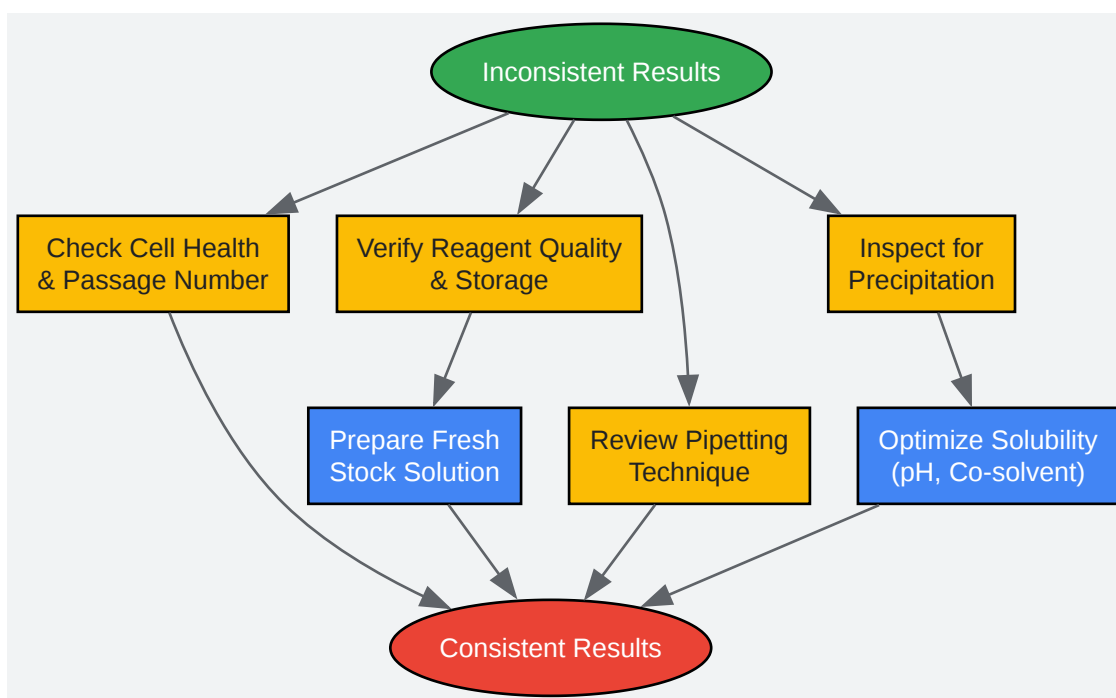 Inconsistent Results
Check Cell Health
& Passage Number
Verify Reagent Quality
& Storage
Inspect for
Precipitation
Prepare Fresh
Stock Solution
Review Pipetting
Technique
Optimize Solubility
(pH, Co-solvent)
Consistent Results